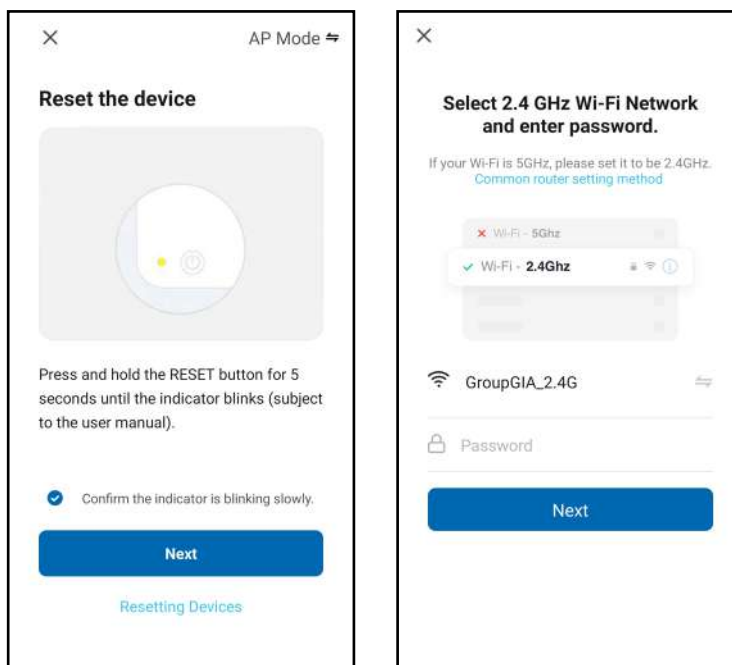 AP Mode
Reset the device
Press and hold the RESET button for 5
seconds until the indicator blinks (subject
to the user manual).
Confirm the indicator is blinking slowly.
Next
Resetting Devices
Select 2.4 GHz Wi-Fi Network
and enter password.
If your Wi-Fi is 5GHz, please set it to be 2.4GHz.
Common router setting method
Wi-Fi - 5Ghz
Wi-Fi - 2.4Ghz
GroupGIA_2.4G
Password
Next